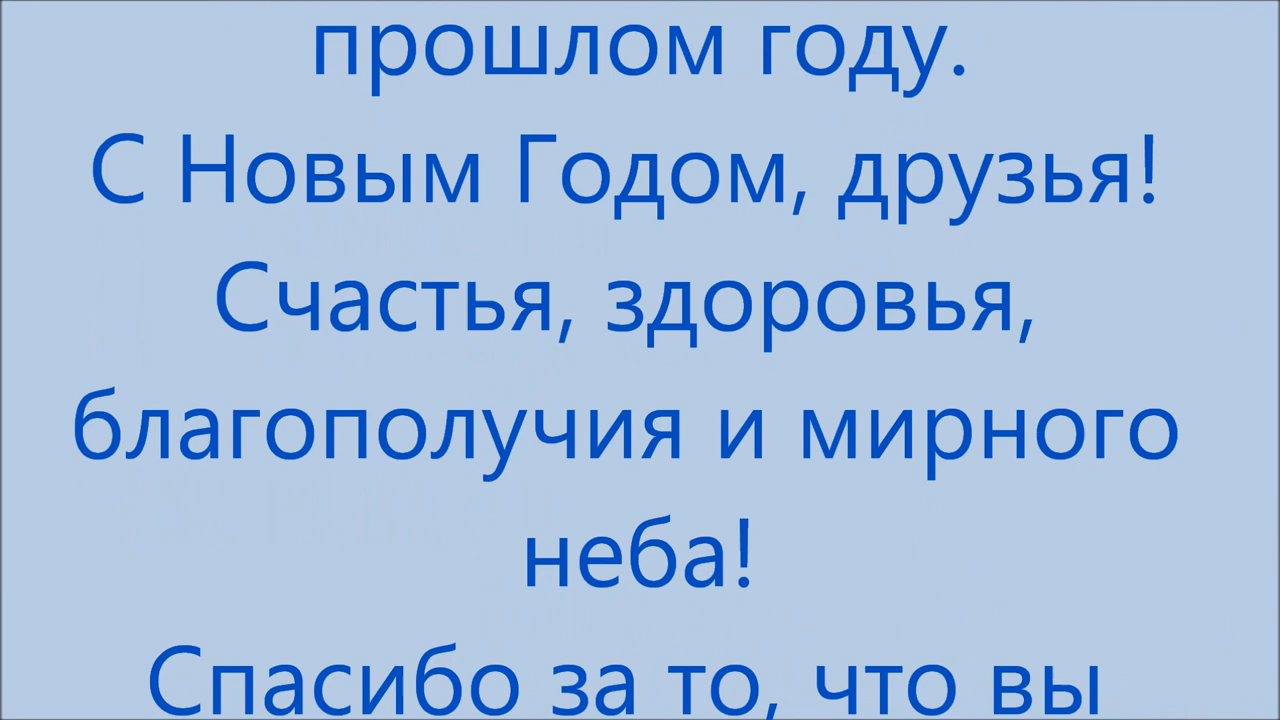 прошлом году.
С Новым Годом, друзья!
Счастья, здоровья,
благополучия и мирного
неба!
Спасибо за то, что вы